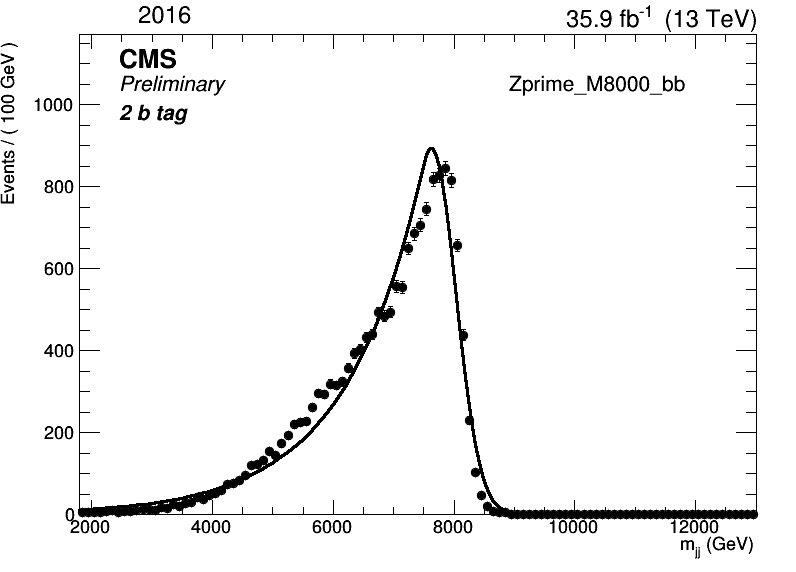 2016
35.9 fb⁻¹ (13 TeV)
CMS
Preliminary
2 b tag
Zprime_M8000_bb
Events / ( 100 GeV )
1000
800
600
400
200
0
2000 4000 6000 8000 10000 12000
m_jj (GeV)